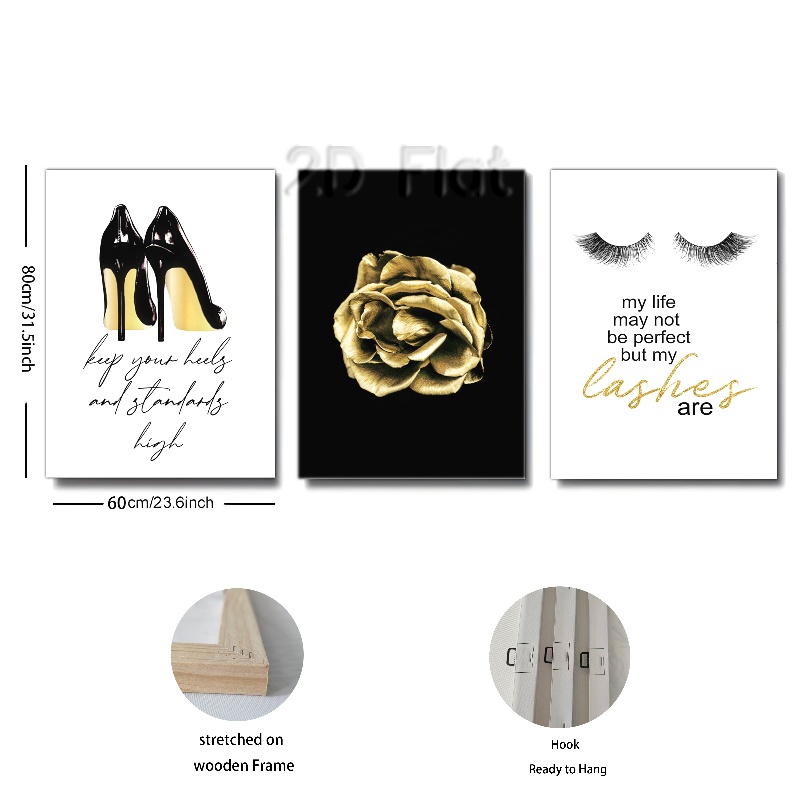 2D Flat
80cm/31.5inch
keep your heels
and standards
high
my life
may not
be perfect
but my
lashes
are
60cm/23.6inch
stretched on
wooden Frame
Hook
Ready to Hang